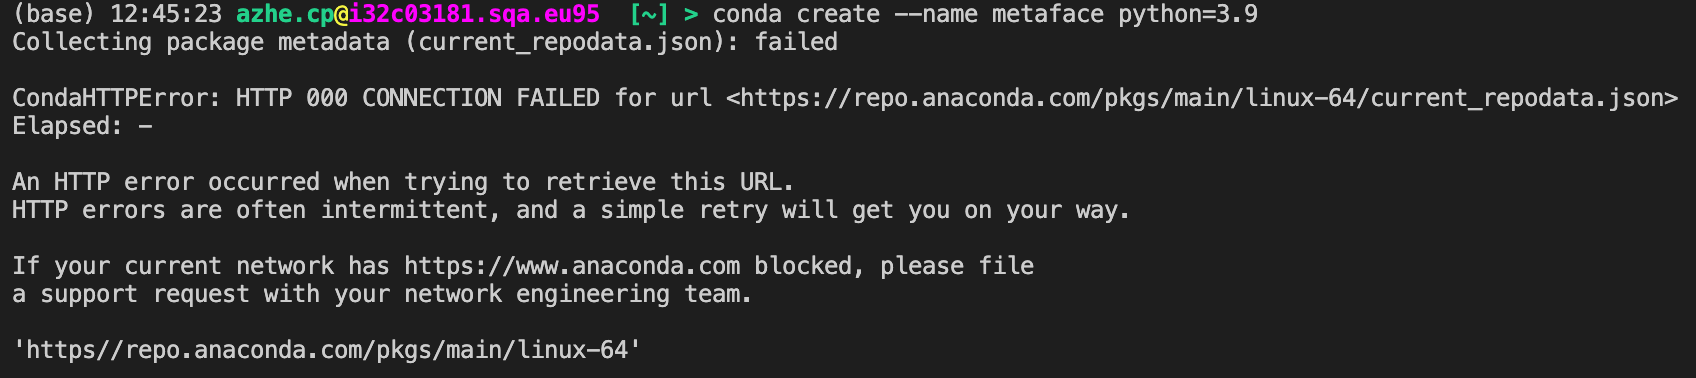 (base) 12:45:23 azhe.cp@i32c03181.sqa.eu95 [~] > conda create --name metaface python=3.9
Collecting package metadata (current_repodata.json): failed
CondaHTTPError: HTTP 000 CONNECTION FAILED for url <https://repo.anaconda.com/pkgs/main/linux-64/current_repodata.json>
Elapsed: -
An HTTP error occurred when trying to retrieve this URL.
HTTP errors are often intermittent, and a simple retry will get you on your way.
If your current network has https://www.anaconda.com blocked, please file
a support request with your network engineering team.
'https//repo.anaconda.com/pkgs/main/linux-64'